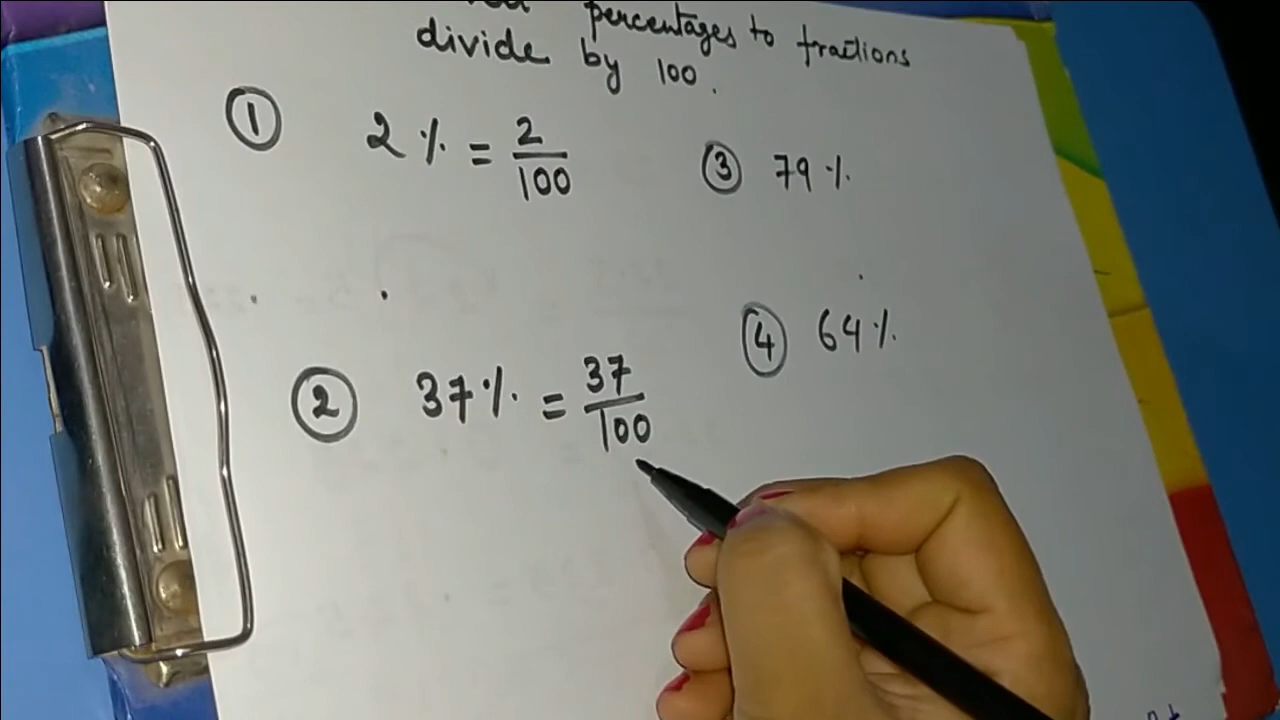 percentages to fractions
divide by 100.
① 2% = 2/100
② 37% = 37/100
③ 79%
④ 64%